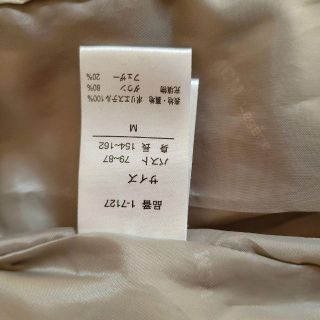 品番 1-7127
サイズ
バスト 79~87
身 長 154~162
M
表地・裏地 ポリエステル100%
充填物 ダウン 80%
フェザー 20%